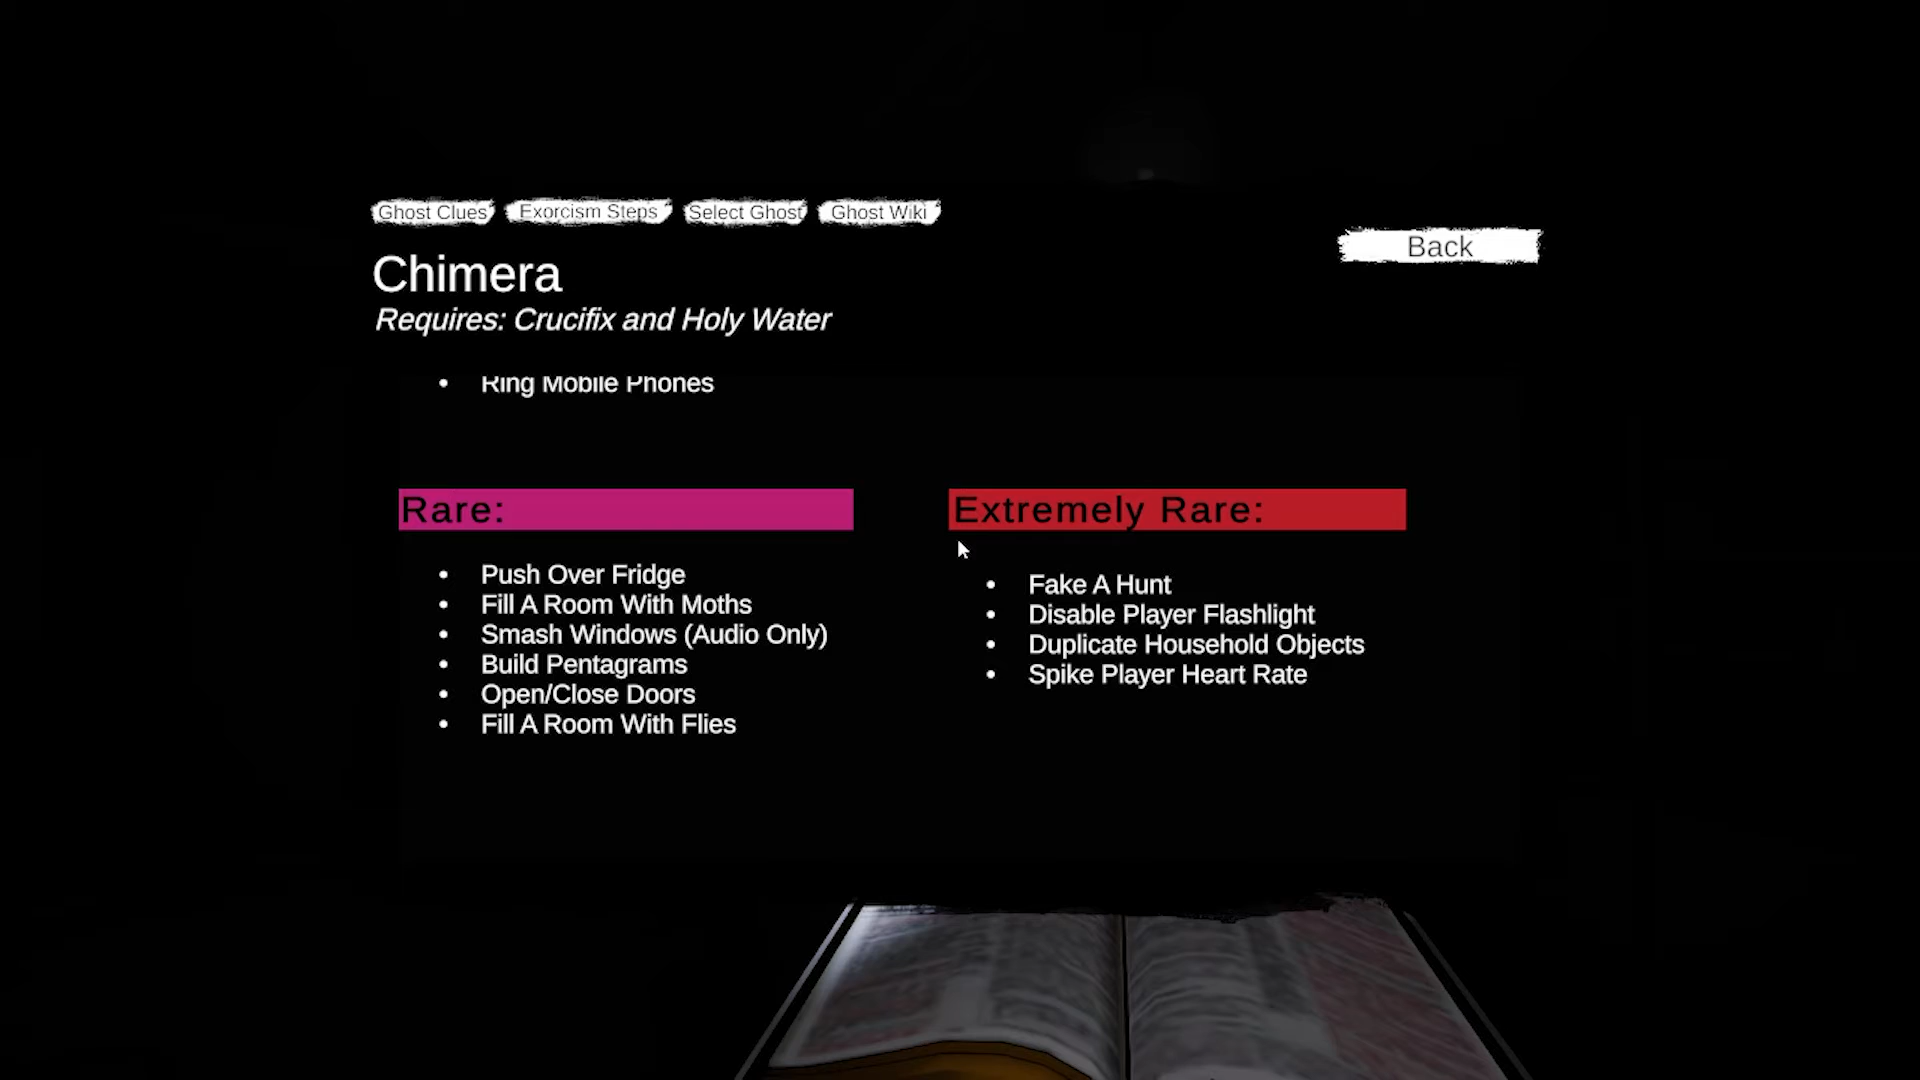 Ghost Clues
Exorcism Steps
Select Ghost
Ghost Wiki
Back
Chimera
Requires: Crucifix and Holy Water
• Ring Mobile Phones
Rare:
• Push Over Fridge
• Fill A Room With Moths
• Smash Windows (Audio Only)
• Build Pentagrams
• Open/Close Doors
• Fill A Room With Flies
Extremely Rare:
• Fake A Hunt
• Disable Player Flashlight
• Duplicate Household Objects
• Spike Player Heart Rate